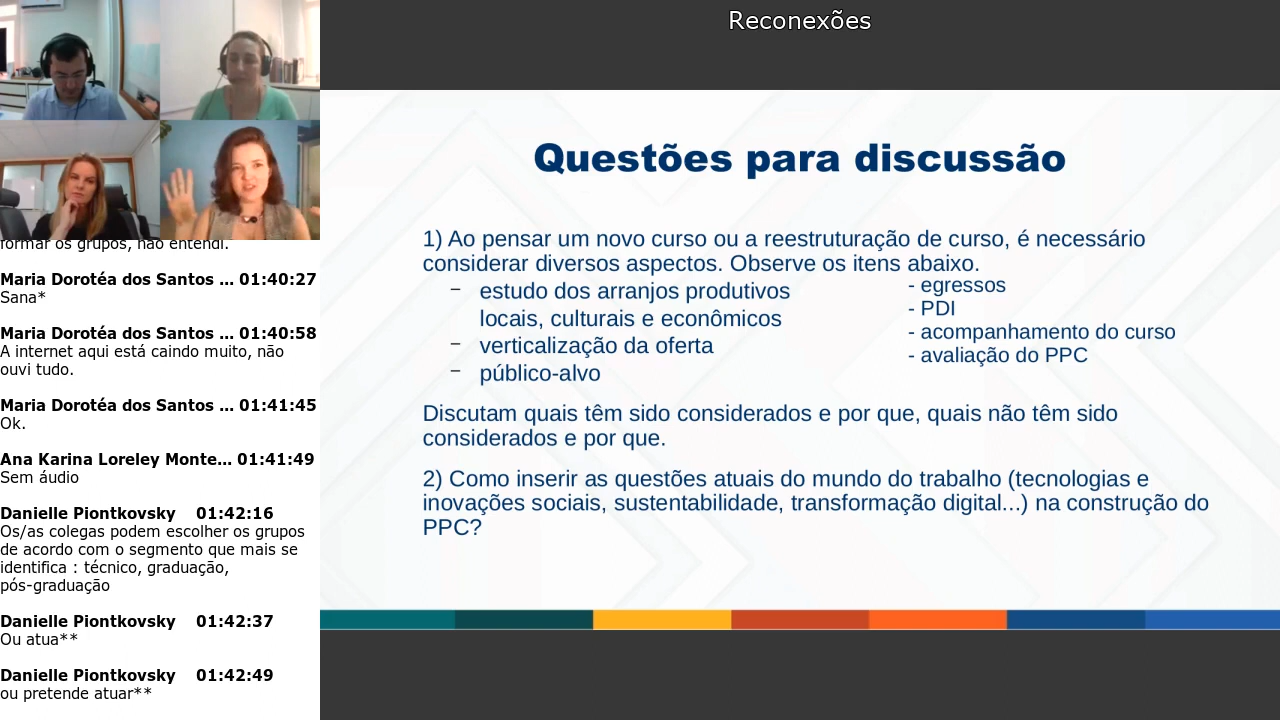 Reconexões
formar os grupos, não entendi.
Maria Dorotéa dos Santos ... 01:40:27
Sana*
Maria Dorotéa dos Santos ... 01:40:58
A internet aqui está caindo muito, não
ouvi tudo.
Maria Dorotéa dos Santos ... 01:41:45
Ok.
Ana Karina Loreley Monte... 01:41:49
Sem áudio
Danielle Piontkovsky 01:42:16
Os/as colegas podem escolher os grupos
de acordo com o segmento que mais se
identifica : técnico, graduação,
pós-graduação
Danielle Piontkovsky 01:42:37
Ou atua**
Danielle Piontkovsky 01:42:49
ou pretende atuar**
Questões para discussão
1) Ao pensar um novo curso ou a reestruturação de curso, é necessário
considerar diversos aspectos. Observe os itens abaixo.
− estudo dos arranjos produtivos
locais, culturais e econômicos
− verticalização da oferta
− público-alvo
- egressos
- PDI
- acompanhamento do curso
- avaliação do PPC
Discutam quais têm sido considerados e por que, quais não têm sido
considerados e por que.
2) Como inserir as questões atuais do mundo do trabalho (tecnologias e
inovações sociais, sustentabilidade, transformação digital...) na construção do
PPC?